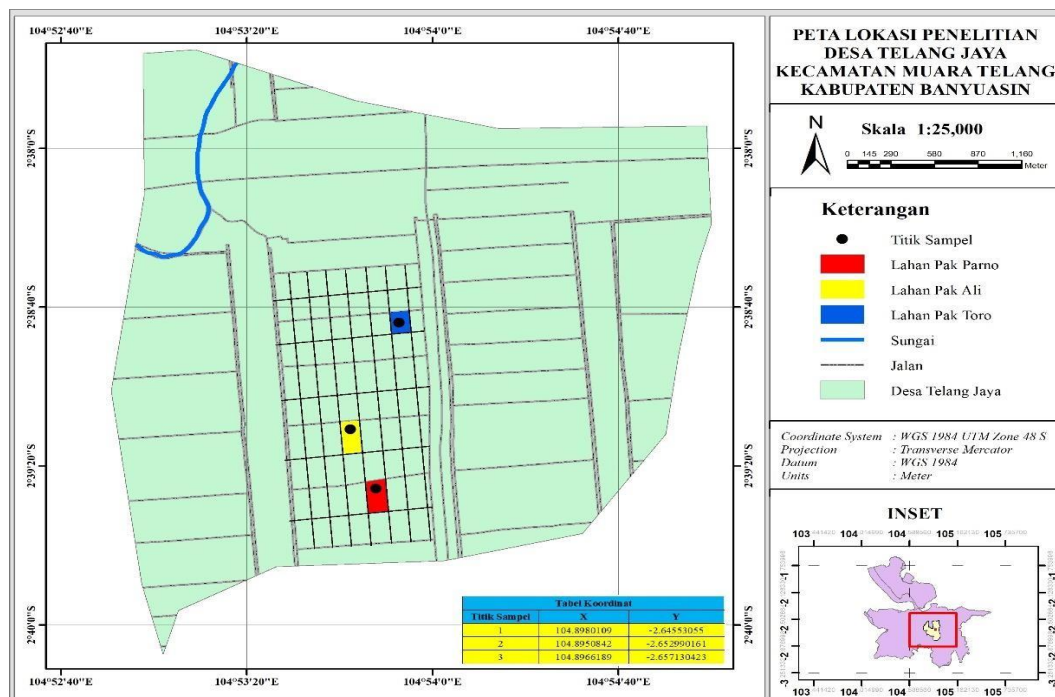 104°52'40"E 104°53'20"E 104°54'0"E 104°54'40"E
2°38'0"S
2°38'40"S
2°39'20"S
2°40'0"S
2°38'0"S
2°38'40"S
2°39'20"S
2°40'0"S
104°52'40"E 104°53'20"E 104°54'0"E 104°54'40"E
Tabel Koordinat
Titik Sampel X Y
1 104.8980109 -2.64553055
2 104.8950842 -2.652990161
3 104.8966189 -2.657130423
PETA LOKASI PENELITIAN
DESA TELANG JAYA
KECAMATAN MUARA TELANG
KABUPATEN BANYUASIN
N
Skala 1:25,000
0 145 290 580 870 1,160
Meter
Keterangan
Titik Sampel
Lahan Pak Parno
Lahan Pak Ali
Lahan Pak Toro
Sungai
Jalan
Desa Telang Jaya
Coordinate System : WGS 1984 UTM Zone 48 S
Projection : Transverse Mercator
Datum : WGS 1984
Units : Meter
INSET
103 104 104 105 105
-1
-2
-2
-3
-2
-2
-3
103 104 104 105 105